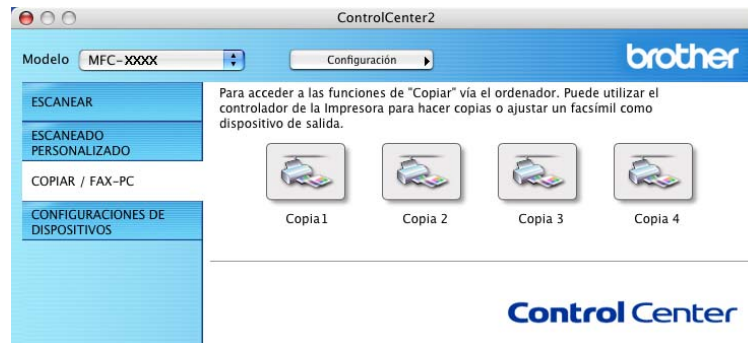 ControlCenter2
Modelo MFC-XXXX Configuración
brother
ESCANEAR
ESCANEADO
PERSONALIZADO
COPIAR / FAX-PC
CONFIGURACIONES DE
DISPOSITIVOS
Para acceder a las funciones de "Copiar" vía el ordenador. Puede utilizar el
controlador de la Impresora para hacer copias o ajustar un facsímil como
dispositivo de salida.
Copia1 Copia 2 Copia 3 Copia 4
Control Center